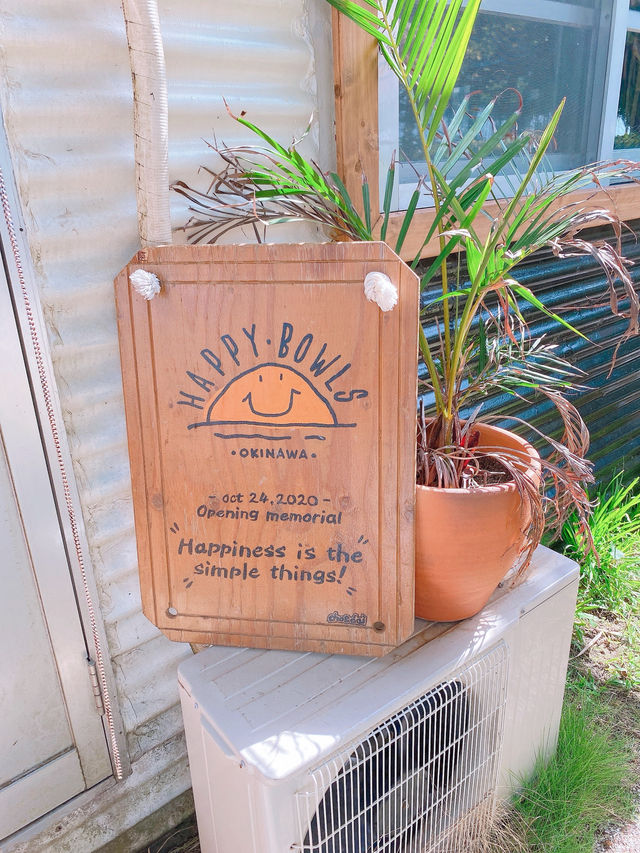 HAPPY·BOWLS
·OKINAWA·
- oct 24,2020 -
Opening memorial
Happiness is the
simple things!